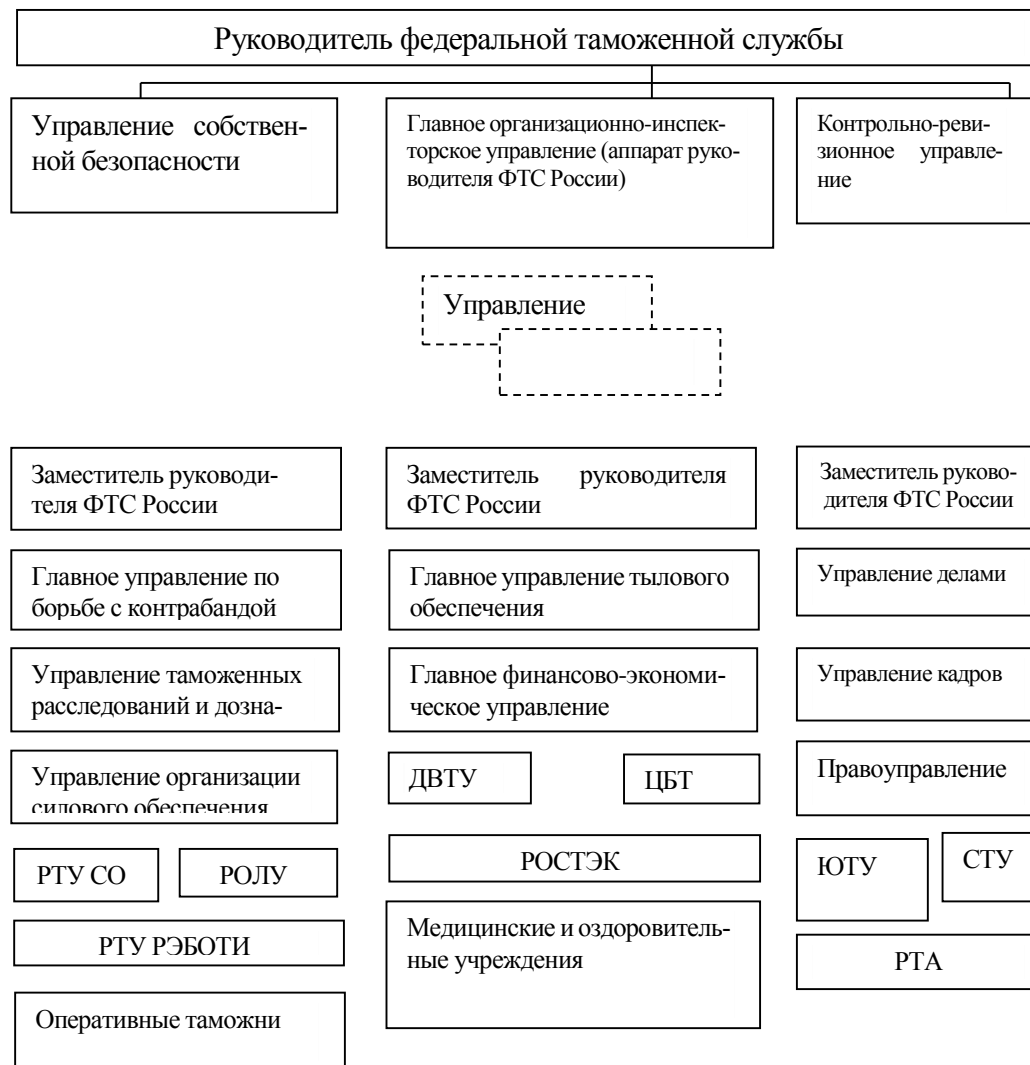 Руководитель федеральной таможенной службы
Управление собствен-
ной безопасности
Главное организационно-инспек-
торское управление (аппарат руко-
водителя ФТС России)
Контрольно-реви-
зионное управле-
ние
Управление
Заместитель руководи-
теля ФТС России
Заместитель руководителя
ФТС России
Заместитель руково-
дителя ФТС России
Главное управление по
борьбе с контрабандой
Главное управление тылового
обеспечения
Управление делами
Управление таможенных
расследований и дозна-
Главное финансово-экономи-
ческое управление
Управление кадров
Управление организации
силового обеспечения
ДВТУ
ЦБТ
Правоуправление
РТУ СО
РОЛУ
РОСТЭК
ЮТУ
СТУ
РТУ РЭБОТИ
Медицинские и оздоровитель-
ные учреждения
РТА
Оперативные таможни